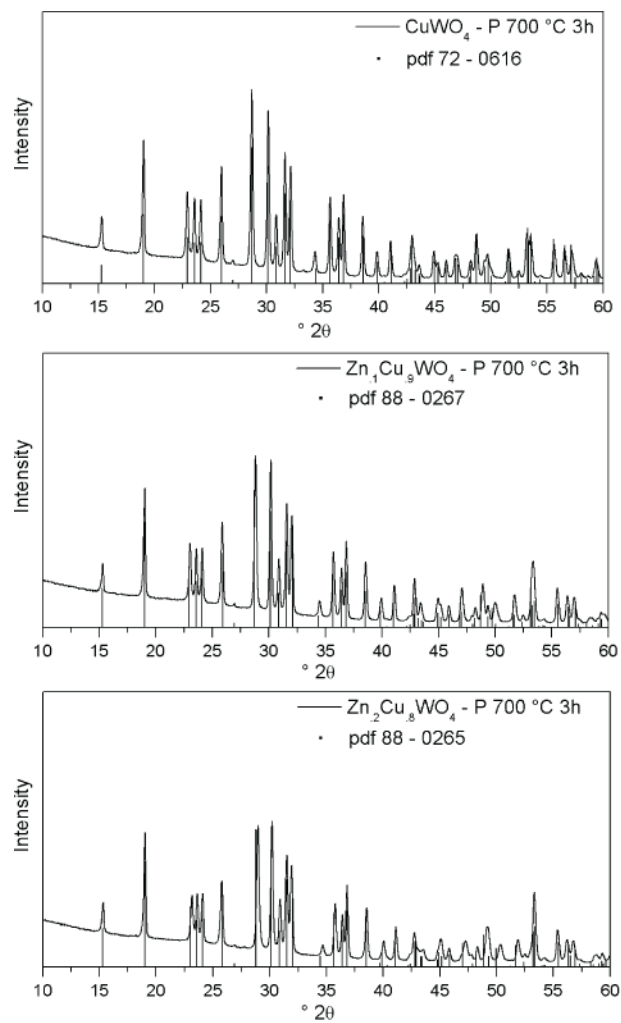 CuWO₄ - P 700 °C 3h
pdf 72 - 0616
Intensity
10 15 20 25 30 35 40 45 50 55 60
° 2θ
Zn.₁Cu.₉WO₄ - P 700 °C 3h
pdf 88 - 0267
Intensity
10 15 20 25 30 35 40 45 50 55 60
° 2θ
Zn.₂Cu.₈WO₄ - P 700 °C 3h
pdf 88 - 0265
Intensity
10 15 20 25 30 35 40 45 50 55 60
° 2θ